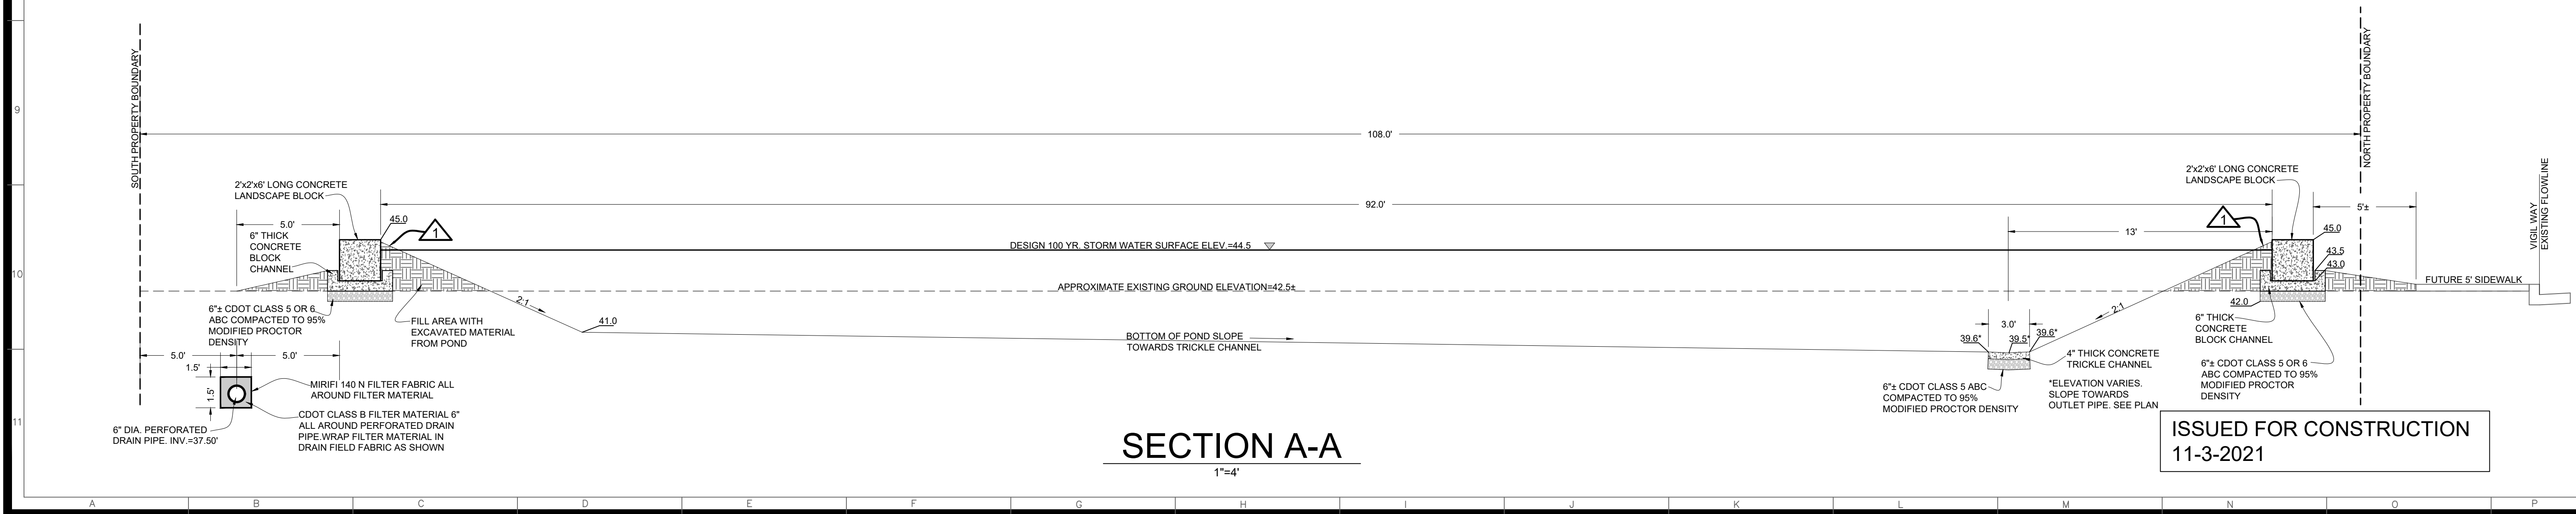 SOUTH PROPERTY BOUNDARY
NORTH PROPERTY BOUNDARY
VIGIL WAY
EXISTING FLOWLINE
9
10
11
108.0'
2'x2'x6' LONG CONCRETE
LANDSCAPE BLOCK
5.0'
6" THICK
CONCRETE
BLOCK
CHANNEL
45.0
1
92.0'
DESIGN 100 YR. STORM WATER SURFACE ELEV.=44.5
APPROXIMATE EXISTING GROUND ELEVATION=42.5±
2'x2'x6' LONG CONCRETE
LANDSCAPE BLOCK
5'±
1
13'
45.0
43.5
43.0
FUTURE 5' SIDEWALK
6"± CDOT CLASS 5 OR 6
ABC COMPACTED TO 95%
MODIFIED PROCTOR
DENSITY
FILL AREA WITH
EXCAVATED MATERIAL
FROM POND
2:1
41.0
BOTTOM OF POND SLOPE
TOWARDS TRICKLE CHANNEL
3.0'
39.6*
39.5*
39.6*
2:1
42.0
4" THICK CONCRETE
TRICKLE CHANNEL
6" THICK
CONCRETE
BLOCK CHANNEL
6"± CDOT CLASS 5 ABC
COMPACTED TO 95%
MODIFIED PROCTOR DENSITY
*ELEVATION VARIES.
SLOPE TOWARDS
OUTLET PIPE. SEE PLAN
6"± CDOT CLASS 5 OR 6
ABC COMPACTED TO 95%
MODIFIED PROCTOR
DENSITY
5.0'
5.0'
1.5'
1.5'
MIRIFI 140 N FILTER FABRIC ALL
AROUND FILTER MATERIAL
CDOT CLASS B FILTER MATERIAL 6"
ALL AROUND PERFORATED DRAIN
PIPE.WRAP FILTER MATERIAL IN
DRAIN FIELD FABRIC AS SHOWN
6" DIA. PERFORATED
DRAIN PIPE. INV.=37.50'
SECTION A-A
1"=4'
ISSUED FOR CONSTRUCTION
11-3-2021
A B C D E F G H I J K L M N O P